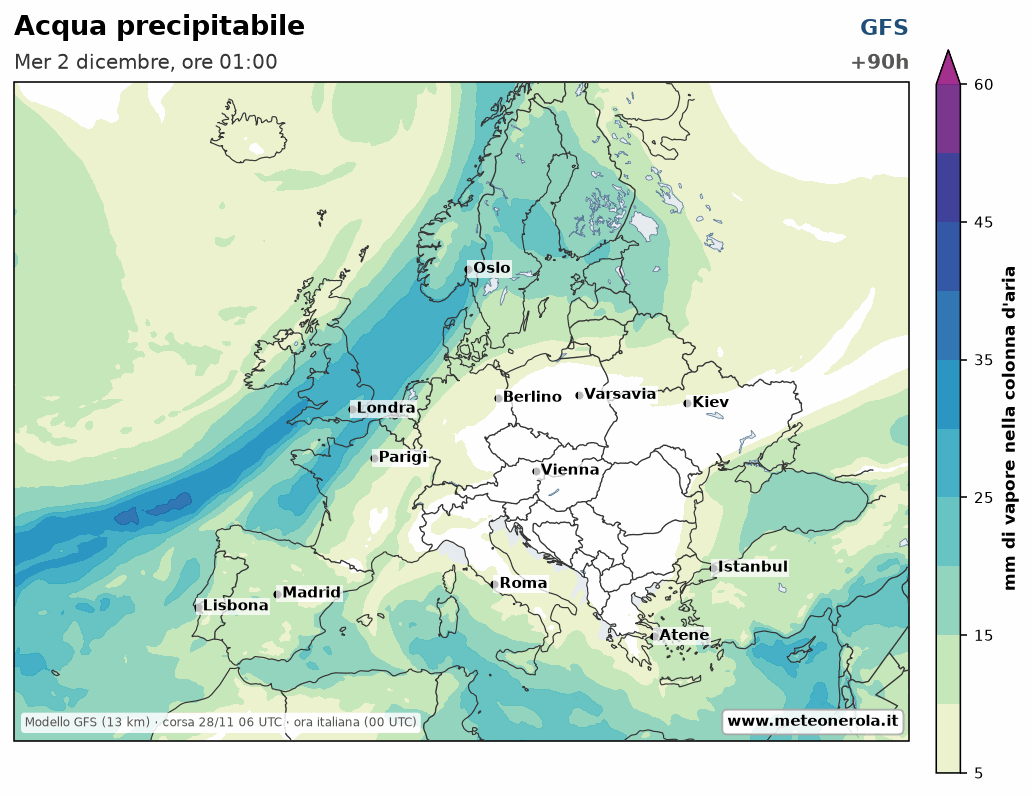 Acqua precipitabile
GFS
Mer 2 dicembre, ore 01:00
+90h
60
45
35
25
15
5
mm di vapore nella colonna d'aria
Oslo
Londra
Berlino
Varsavia
Kiev
Parigi
Vienna
Istanbul
Roma
Madrid
Lisbona
Atene
Modello GFS (13 km) · corsa 28/11 06 UTC · ora italiana (00 UTC)
www.meteonerola.it